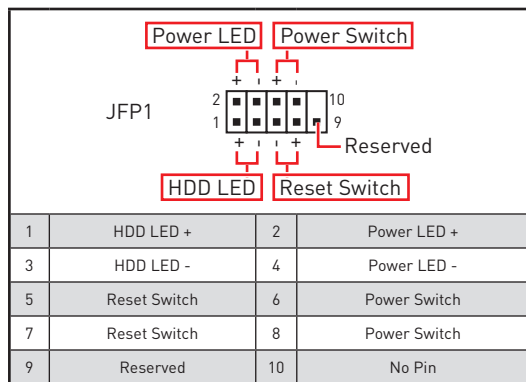 Power LED Power Switch
+ - + -
JFP1
2 10
1 9
+ - - +
Reserved
HDD LED Reset Switch
1 HDD LED + 2 Power LED +
3 HDD LED - 4 Power LED -
5 Reset Switch 6 Power Switch
7 Reset Switch 8 Power Switch
9 Reserved 10 No Pin